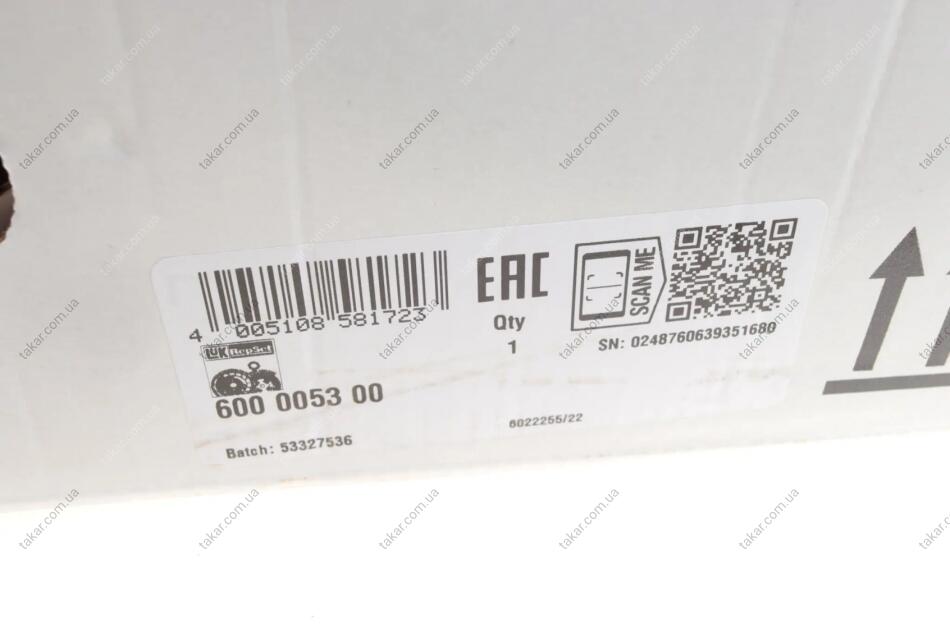 4 005108 581723
EAC
Qty
1
SCAN ME
SN: 0248760639351680
LuK RepSet
600 0053 00
Batch: 53327536
6022255/22
takar.com.ua